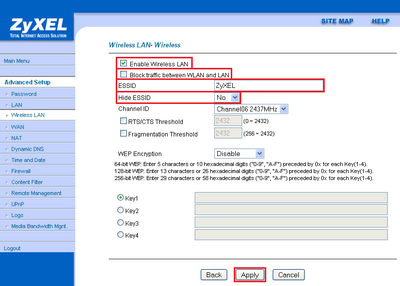 ZyXEL
TOTAL INTERNET ACCESS SOLUTION
SITE MAP
HELP
Main Menu
Advanced Setup
Password
LAN
Wireless LAN
WAN
NAT
Dynamic DNS
Time and Date
Firewall
Content Filter
Remote Management
UPnP
Logo
Media Bandwidth Mgnt.
Logout
Wireless LAN- Wireless
Enable Wireless LAN
Block traffic between WLAN and LAN
ESSID ZyXEL
Hide ESSID No
Channel ID Channel06 2437MHz
RTS/CTS Threshold 2432 (0 ~ 2432)
Fragmentation Threshold 2432 (256 ~ 2432)
WEP Encryption Disable
64-bit WEP: Enter 5 characters or 10 hexadecimal digits ("0-9", "A-F") preceded by 0x for each Key(1-4).
128-bit WEP: Enter 13 characters or 26 hexadecimal digits ("0-9", "A-F") preceded by 0x for each Key(1-4).
256-bit WEP: Enter 29 characters or 58 hexadecimal digits ("0-9", "A-F") preceded by 0x for each Key(1-4).
Key1
Key2
Key3
Key4
Back Apply Cancel